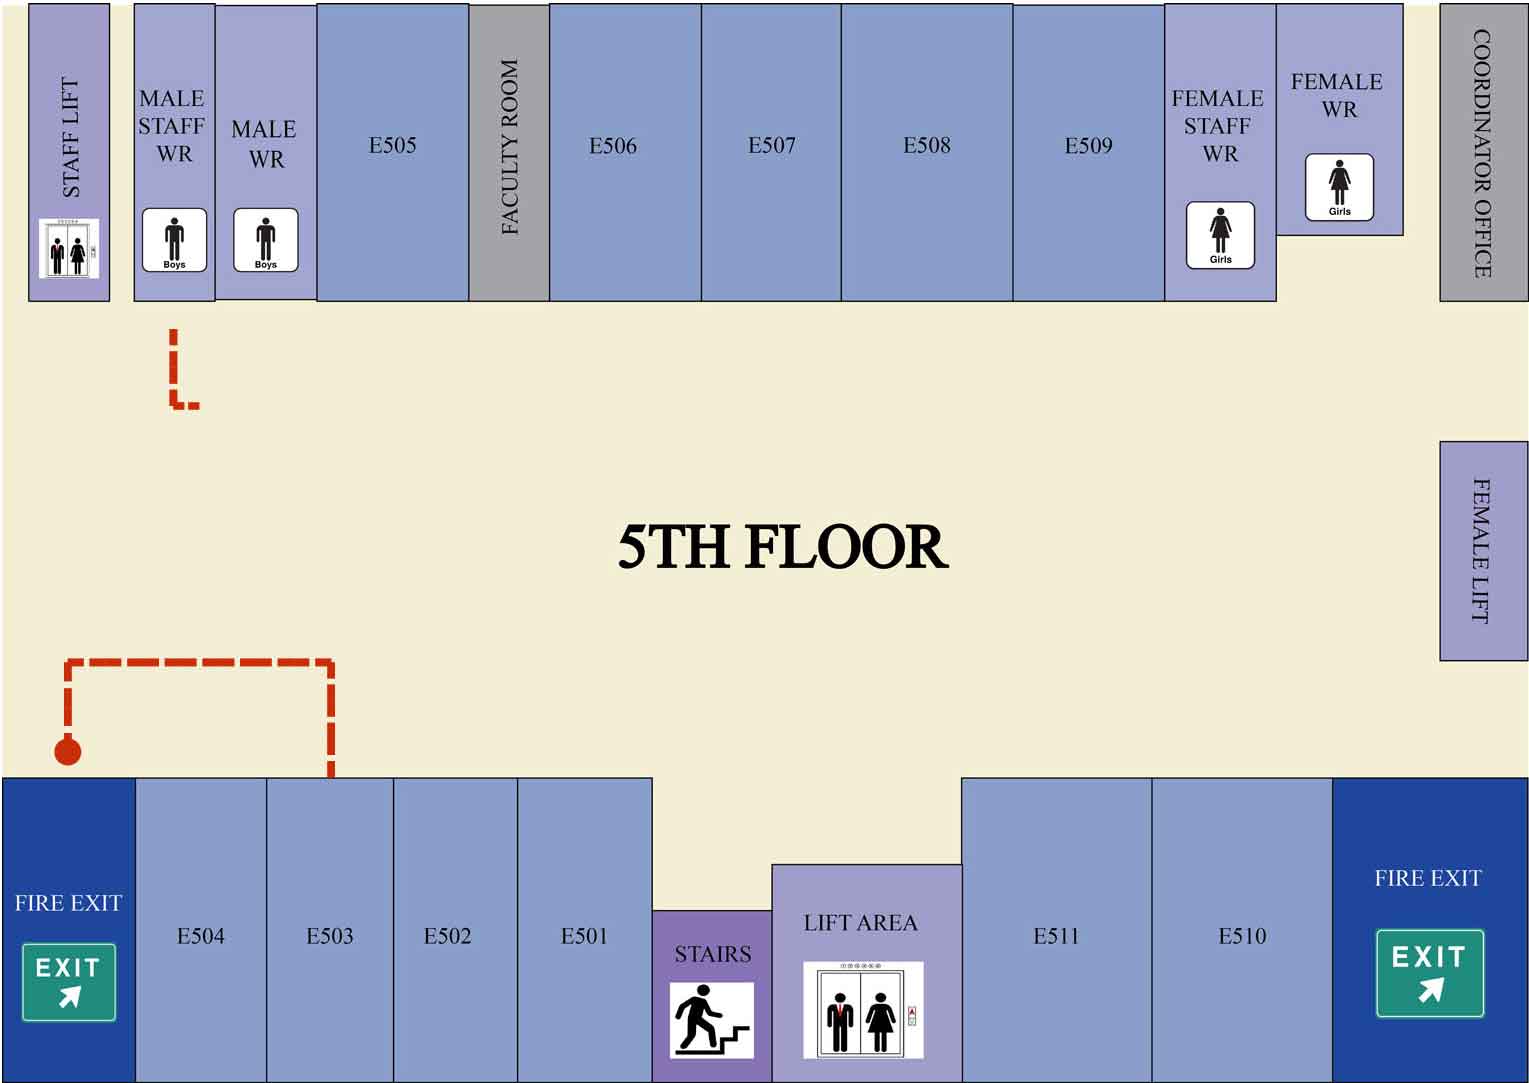 STAFF LIFT
MALE
STAFF
WR
Boys
MALE
WR
Boys
E505
FACULTY ROOM
E506
E507
E508
E509
FEMALE
STAFF
WR
Girls
FEMALE
WR
Girls
COORDINATOR OFFICE
5TH FLOOR
FEMALE LIFT
FIRE EXIT
EXIT
E504
E503
E502
E501
STAIRS
LIFT AREA
E511
E510
FIRE EXIT
EXIT